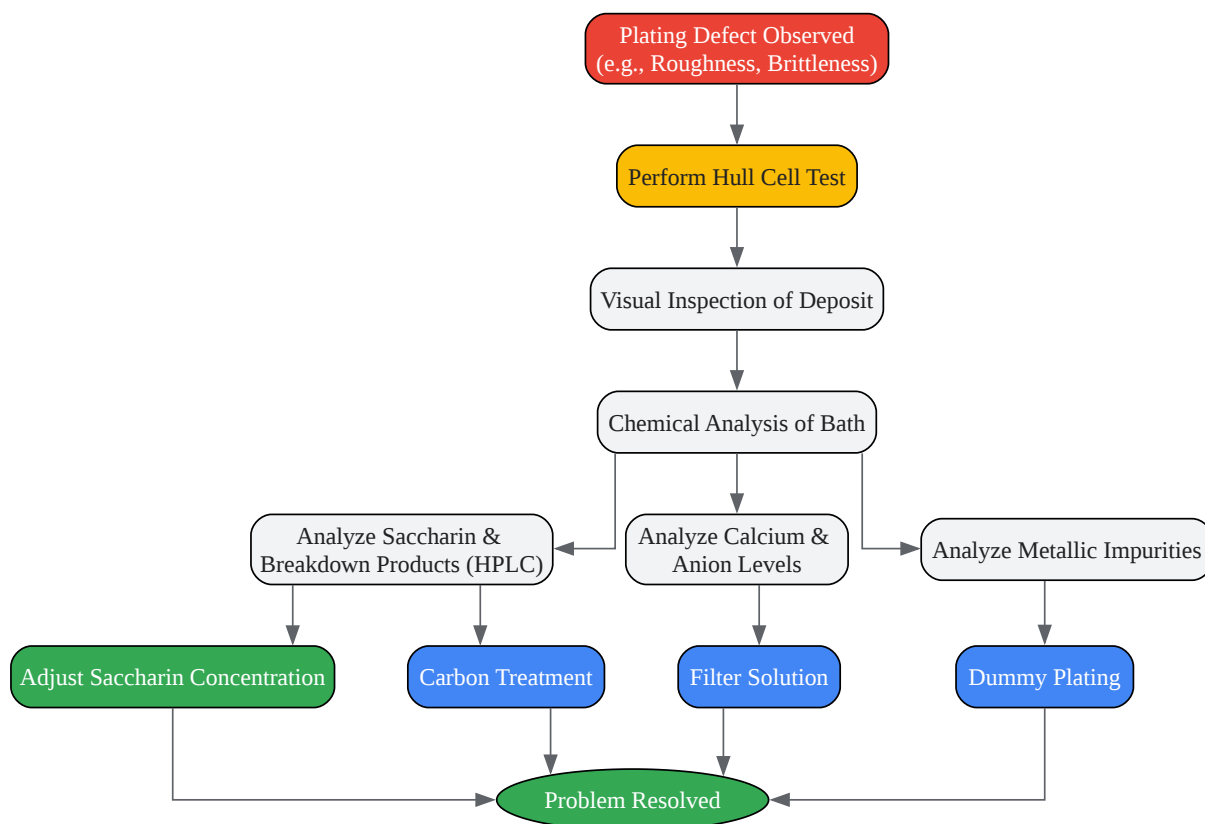 Plating Defect Observed
(e.g., Roughness, Brittleness)
Perform Hull Cell Test
Visual Inspection of Deposit
Chemical Analysis of Bath
Analyze Saccharin &
Breakdown Products (HPLC)
Analyze Calcium &
Anion Levels
Analyze Metallic Impurities
Adjust Saccharin Concentration
Carbon Treatment
Filter Solution
Dummy Plating
Problem Resolved